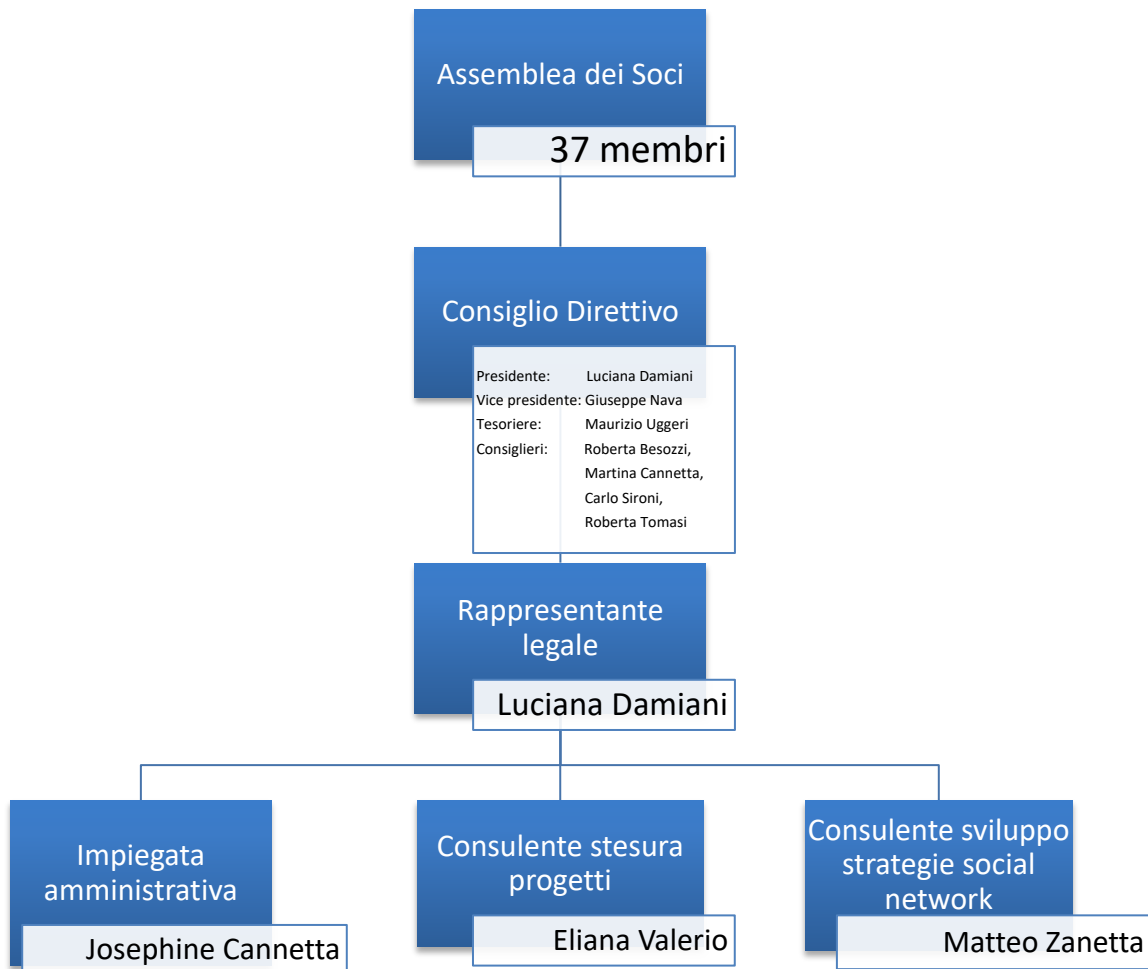 Assemblea dei Soci
37 membri
Consiglio Direttivo
Presidente: Luciana Damiani
Vice presidente: Giuseppe Nava
Tesoriere: Maurizio Uggeri
Consiglieri: Roberta Besozzi,
Martina Cannetta,
Carlo Sironi,
Roberta Tomasi
Rappresentante
legale
Luciana Damiani
Impiegata
amministrativa
Josephine Cannetta
Consulente stesura
progetti
Eliana Valerio
Consulente sviluppo
strategie social
network
Matteo Zanetta